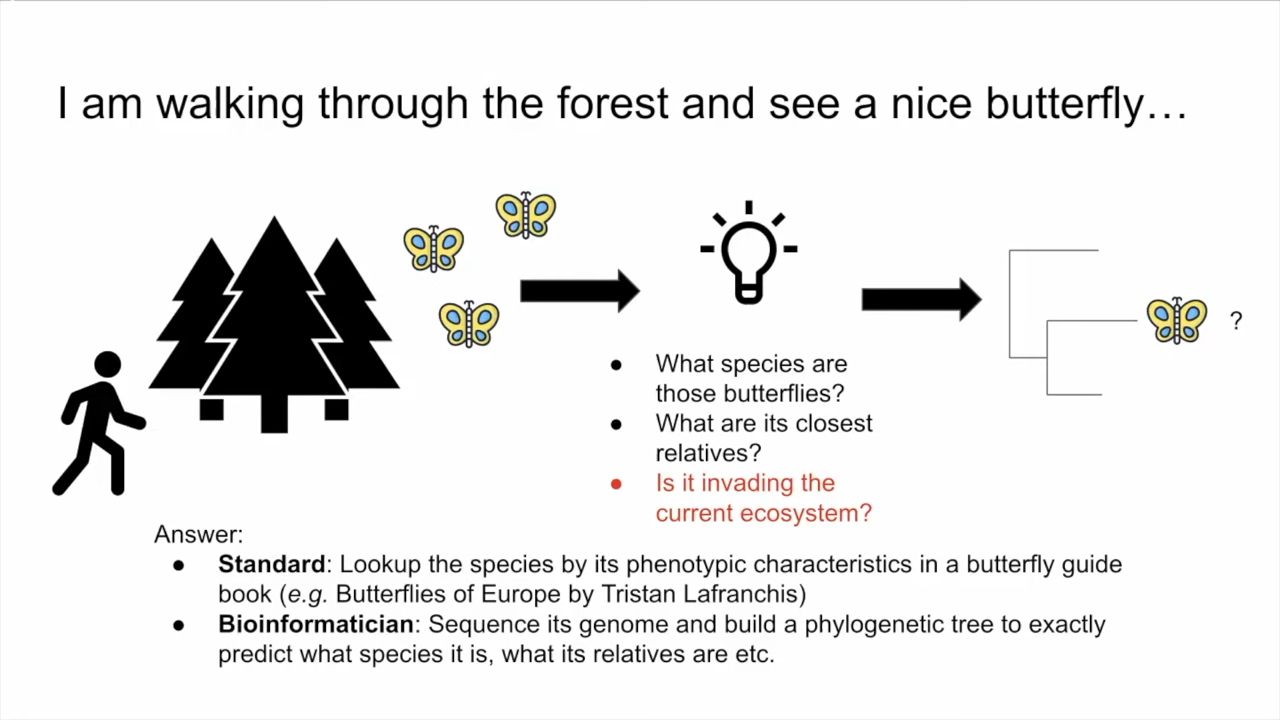 I am walking through the forest and see a nice butterfly…
?
● What species are
those butterflies?
● What are its closest
relatives?
● Is it invading the
current ecosystem?
Answer:
● Standard: Lookup the species by its phenotypic characteristics in a butterfly guide
book (e.g. Butterflies of Europe by Tristan Lafranchis)
● Bioinformatician: Sequence its genome and build a phylogenetic tree to exactly
predict what species it is, what its relatives are etc.